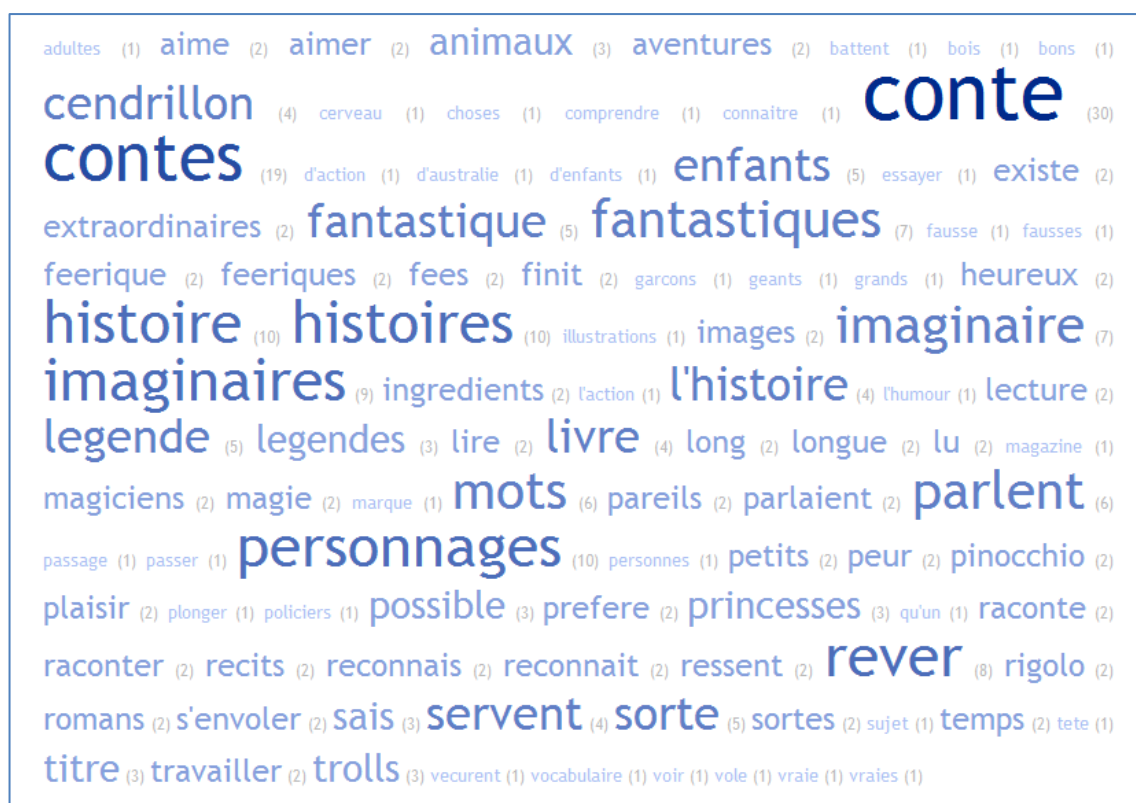 adultes (1) aime (2) aimer (2) animaux (3) aventures (2) battent (1) bois (1) bons (1)
cendrillon (4) cerveau (1) choses (1) comprendre (1) connaitre (1) conte (30)
contes (19) d'action (1) d'australie (1) d'enfants (1) enfants (5) essayer (1) existe (2)
extraordinaires (2) fantastique (5) fantastiques (7) fausse (1) fausses (1)
feerique (2) feeriques (2) fees (2) finit (2) garcons (1) geants (1) grands (1) heureux (2)
histoire (10) histoires (10) illustrations (1) images (2) imaginaire (7)
imaginaires (9) ingredients (2) l'action (1) l'histoire (4) l'humour (1) lecture (2)
legende (5) legendes (3) lire (2) livre (4) long (2) longue (2) lu (2) magazine (1)
magiciens (2) magie (2) marque (1) mots (6) pareils (2) parlaient (2) parlent (6)
passage (1) passer (1) personnages (10) personnes (1) petits (2) peur (2) pinocchio (2)
plaisir (2) plonger (1) policiers (1) possible (3) prefere (2) princesses (3) qu'un (1) raconte (2)
raconter (2) recits (2) reconnais (2) reconnait (2) ressent (2) rever (8) rigolo (2)
romans (2) s'envoler (2) sais (3) servent (4) sorte (5) sortes (2) sujet (1) temps (2) tete (1)
titre (3) travailler (2) trolls (3) vecurent (1) vocabulaire (1) voir (1) vole (1) vraie (1) vraies (1)